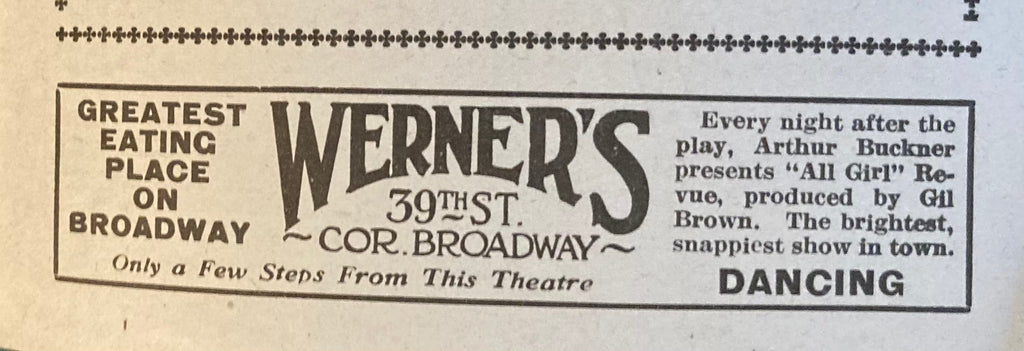 GREATEST
EATING
PLACE
ON
BROADWAY
WERNER'S
39TH ST.
~COR. BROADWAY~
Only a Few Steps From This Theatre
Every night after the
play, Arthur Buckner
presents "All Girl" Re-
vue, produced by Gil
Brown. The brightest,
snappiest show in town.
DANCING